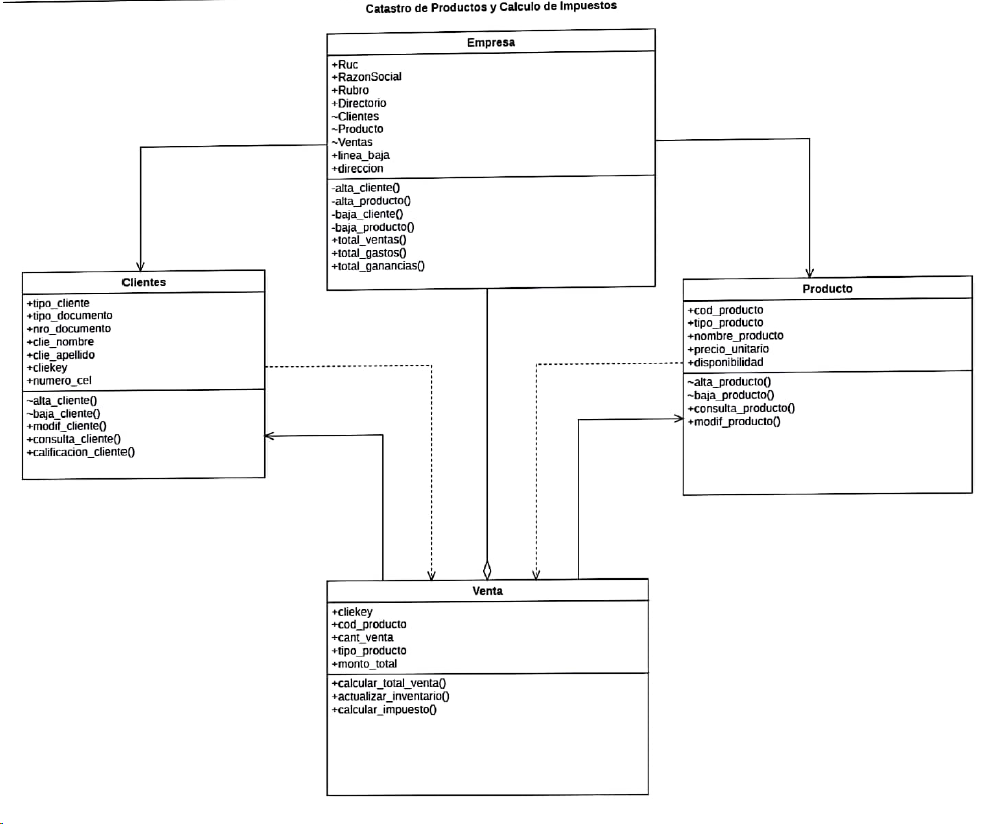 Catastro de Productos y Calculo de Impuestos
Empresa
+Ruc
+RazonSocial
+Rubro
+Directorio
~Clientes
~Producto
~Ventas
+linea_baja
+direccion
-alta_cliente()
-alta_producto()
-baja_cliente()
-baja_producto()
+total_ventas()
+total_gastos()
+total_ganancias()
Clientes
+tipo_cliente
+tipo_documento
+nro_documento
+clie_nombre
+clie_apellido
+cliekey
+numero_cel
~alta_cliente()
~baja_cliente()
+modif_cliente()
+consulta_cliente()
+calificacion_cliente()
Producto
+cod_producto
+tipo_producto
+nombre_producto
+precio_unitario
+disponibilidad
~alta_producto()
~baja_producto()
+consulta_producto()
+modif_producto()
Venta
+cliekey
+cod_producto
+cant_venta
+tipo_producto
+monto_total
+calcular_total_venta()
+actualizar_inventario()
+calcular_impuesto()